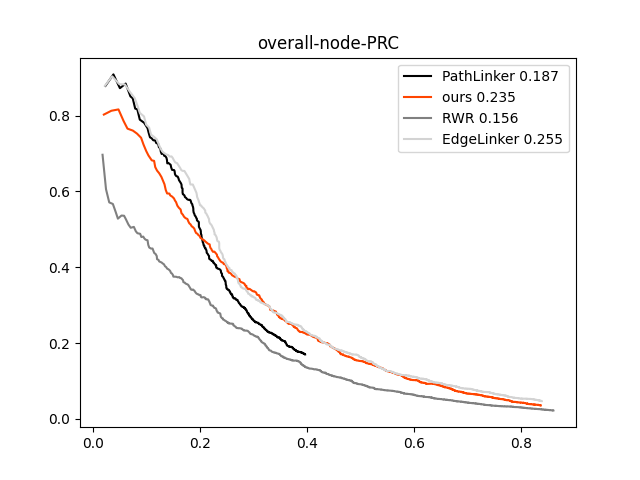 overall-node-PRC
PathLinker 0.187
ours 0.235
RWR 0.156
EdgeLinker 0.255
0.8
0.6
0.4
0.2
0.0
0.0 0.2 0.4 0.6 0.8